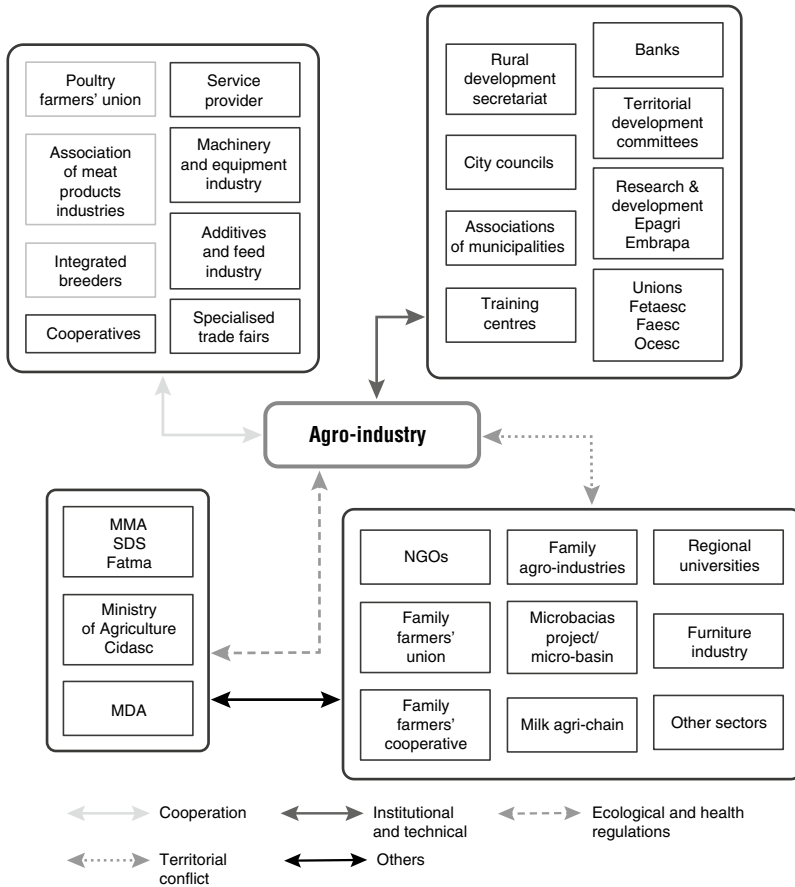 Poultry
farmers’ union
Association
of meat
products
industries
Integrated
breeders
Cooperatives
Service
provider
Machinery
and equipment
industry
Additives
and feed
industry
Specialised
trade fairs
Rural
development
secretariat
City councils
Associations
of municipalities
Training
centres
Banks
Territorial
development
committees
Research &
development
Epagri
Embrapa
Unions
Fetaesc
Faesc
Ocesc
Agro-industry
MMA
SDS
Fatma
Ministry
of Agriculture
Cidasc
MDA
NGOs
Family
agro-industries
Regional
universities
Family
farmers’
union
Microbacias
project/
micro-basin
Furniture
industry
Family
farmers’
cooperative
Milk agri-chain
Other sectors
Cooperation
Institutional
and technical
Ecological and health
regulations
Territorial
conflict
Others